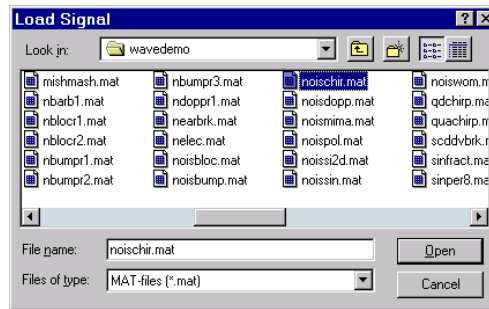 Load Signal
Look in: wavedemo
mishmash.mat nbumpr3.mat noischir.mat noiswom.m
nbarb1.mat ndoppr1.mat noisdopp.mat qdchirp.ma
nblocr1.mat nearbrk.mat noismima.mat quachirp.m
nblocr2.mat nelec.mat noispol.mat scddvbrk.r
nbumpr1.mat noisbloc.mat noissi2d.mat sinfract.ma
nbumpr2.mat noisbump.mat noissin.mat sinper8.ma
File name: noischir.mat Open
Files of type: MAT-files (*.mat) Cancel